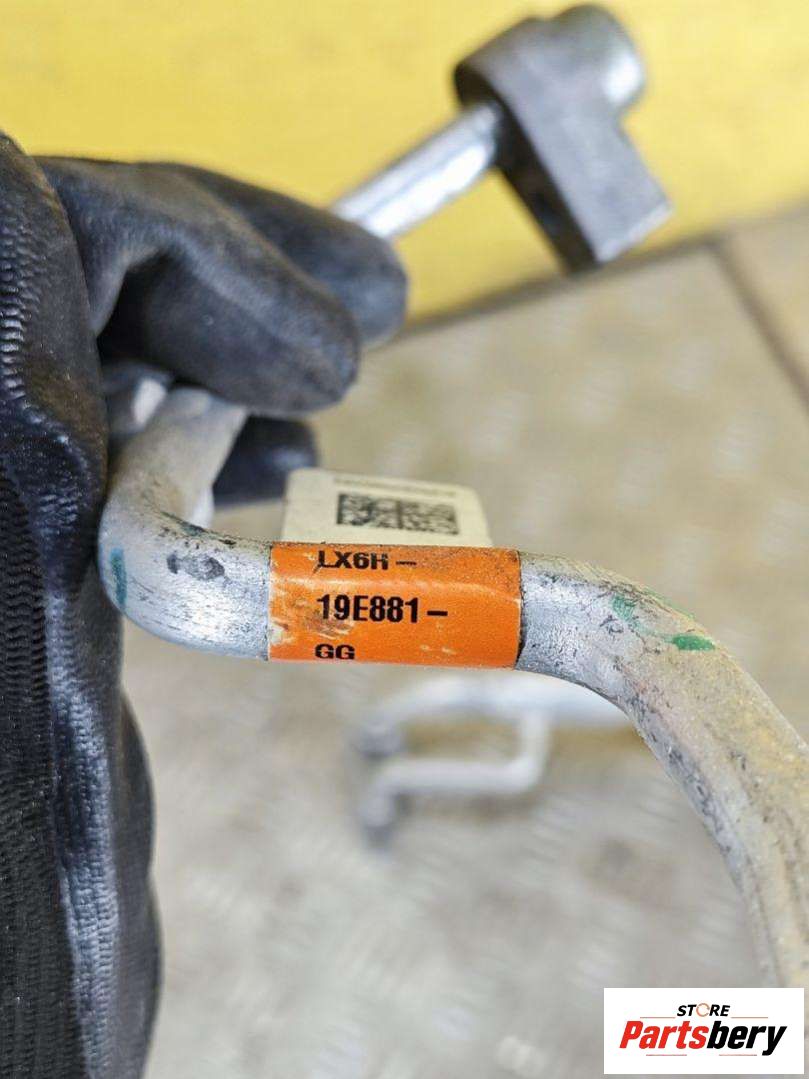 LX6H-
19E881-
GG
STORE
Partsbery